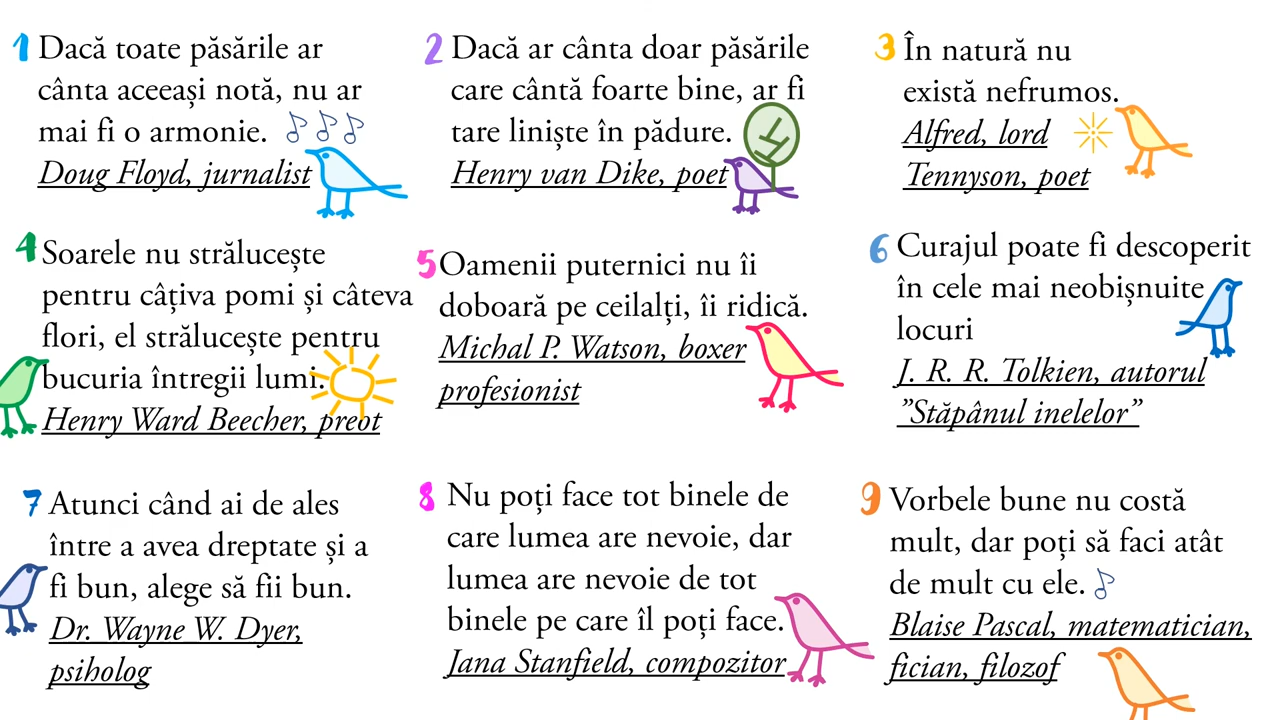 1 Dacă toate păsările ar
cânta aceeași notă, nu ar
mai fi o armonie.
Doug Floyd, jurnalist
2 Dacă ar cânta doar păsările
care cântă foarte bine, ar fi
tare liniște în pădure.
Henry van Dike, poet
3 În natură nu
există nefrumos.
Alfred, lord
Tennyson, poet
4 Soarele nu strălucește
pentru câțiva pomi și câteva
flori, el strălucește pentru
bucuria întregii lumi.
Henry Ward Beecher, preot
5 Oamenii puternici nu îi
doboară pe ceilalți, îi ridică.
Michal P. Watson, boxer
profesionist
6 Curajul poate fi descoperit
în cele mai neobișnuite
locuri
J. R. R. Tolkien, autorul
”Stăpânul inelelor”
7 Atunci când ai de ales
între a avea dreptate și a
fi bun, alege să fii bun.
Dr. Wayne W. Dyer,
psiholog
8 Nu poți face tot binele de
care lumea are nevoie, dar
lumea are nevoie de tot
binele pe care îl poți face.
Jana Stanfield, compozitor
9 Vorbele bune nu costă
mult, dar poți să faci atât
de mult cu ele.
Blaise Pascal, matematician,
fician, filozof